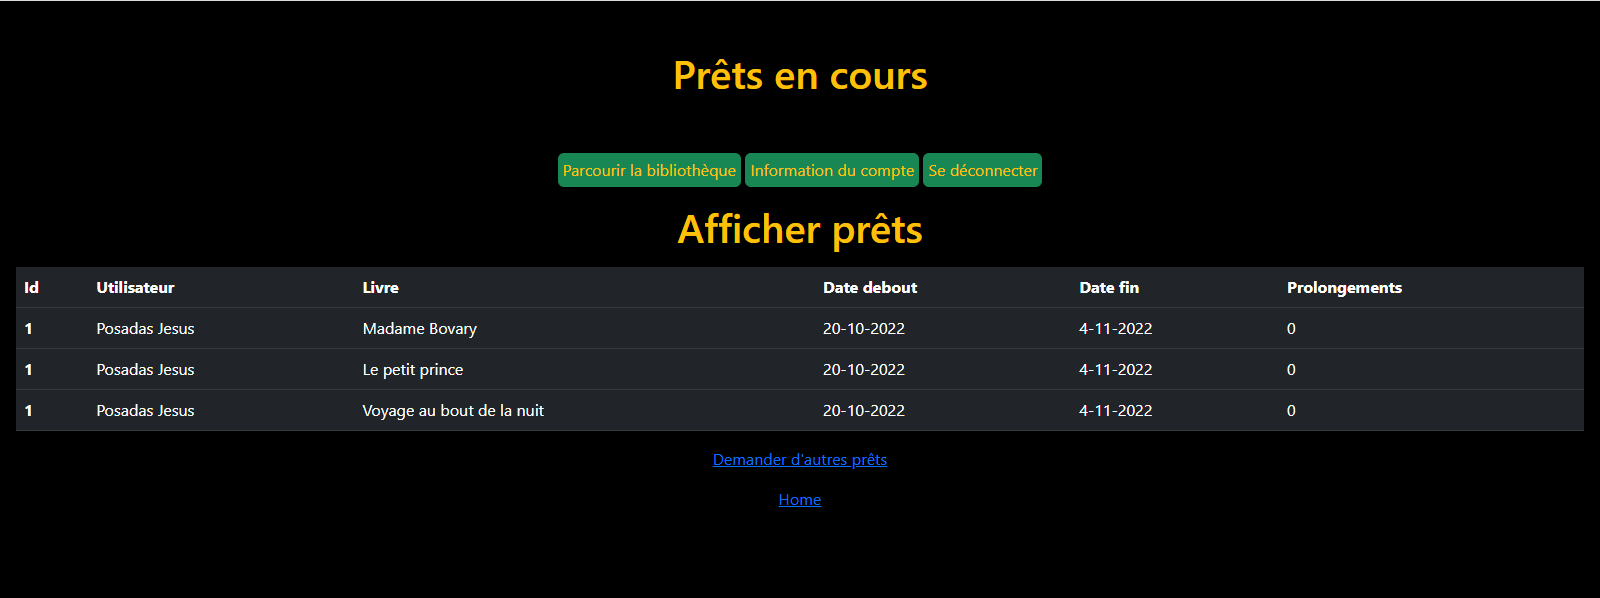 Prêts en cours
Parcourir la bibliothèque Information du compte Se déconnecter
Afficher prêts
Id Utilisateur Livre Date debout Date fin Prolongements
1 Posadas Jesus Madame Bovary 20-10-2022 4-11-2022 0
1 Posadas Jesus Le petit prince 20-10-2022 4-11-2022 0
1 Posadas Jesus Voyage au bout de la nuit 20-10-2022 4-11-2022 0
Demander d'autres prêts
Home